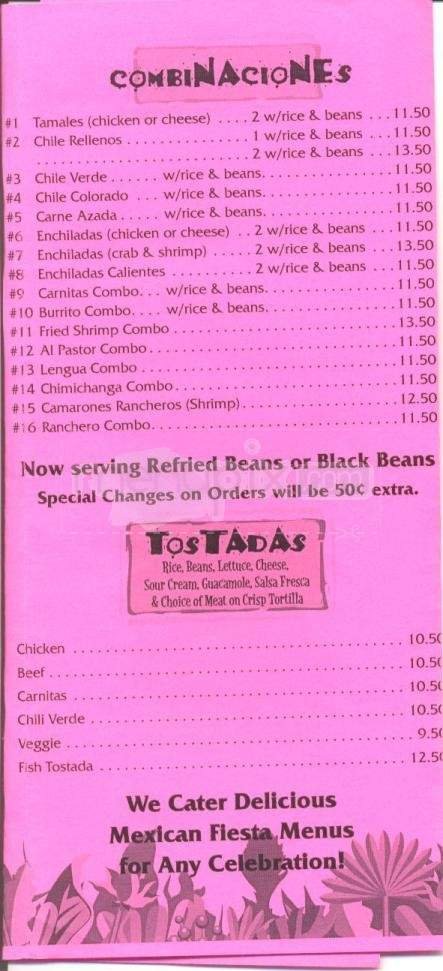 COMBINACIONES
#1 Tamales (chicken or cheese) .... 2 w/rice & beans ... 11.50
#2 Chile Rellenos ................ 1 w/rice & beans ... 11.50
................................ 2 w/rice & beans ... 13.50
#3 Chile Verde ...... w/rice & beans................... 11.50
#4 Chile Colorado ... w/rice & beans................... 11.50
#5 Carne Azada ..... w/rice & beans................... 11.50
#6 Enchiladas (chicken or cheese) .. 2 w/rice & beans ... 11.50
#7 Enchiladas (crab & shrimp) ..... 2 w/rice & beans ... 13.50
#8 Enchiladas Calientes ........... 2 w/rice & beans ... 11.50
#9 Carnitas Combo... w/rice & beans................... 11.50
#10 Burrito Combo.... w/rice & beans................... 11.50
#11 Fried Shrimp Combo ............................... 13.50
#12 Al Pastor Combo.................................. 11.50
#13 Lengua Combo ................................... 11.50
#14 Chimichanga Combo............................... 11.50
#15 Camarones Rancheros (Shrimp)...................... 12.50
#16 Ranchero Combo.................................. 11.50
Now serving Refried Beans or Black Beans
Special Changes on Orders will be 50¢ extra.
TOSTADAS
Rice, Beans, Lettuce, Cheese,
Sour Cream, Guacamole, Salsa Fresca
& Choice of Meat on Crisp Tortilla
Chicken ............................................ 10.50
Beef............................................... 10.50
Carnitas ........................................... 10.50
Chili Verde ......................................... 10.50
Veggie ............................................. 9.50
Fish Tostada ........................................ 12.50
We Cater Delicious
Mexican Fiesta Menus
for Any Celebration!